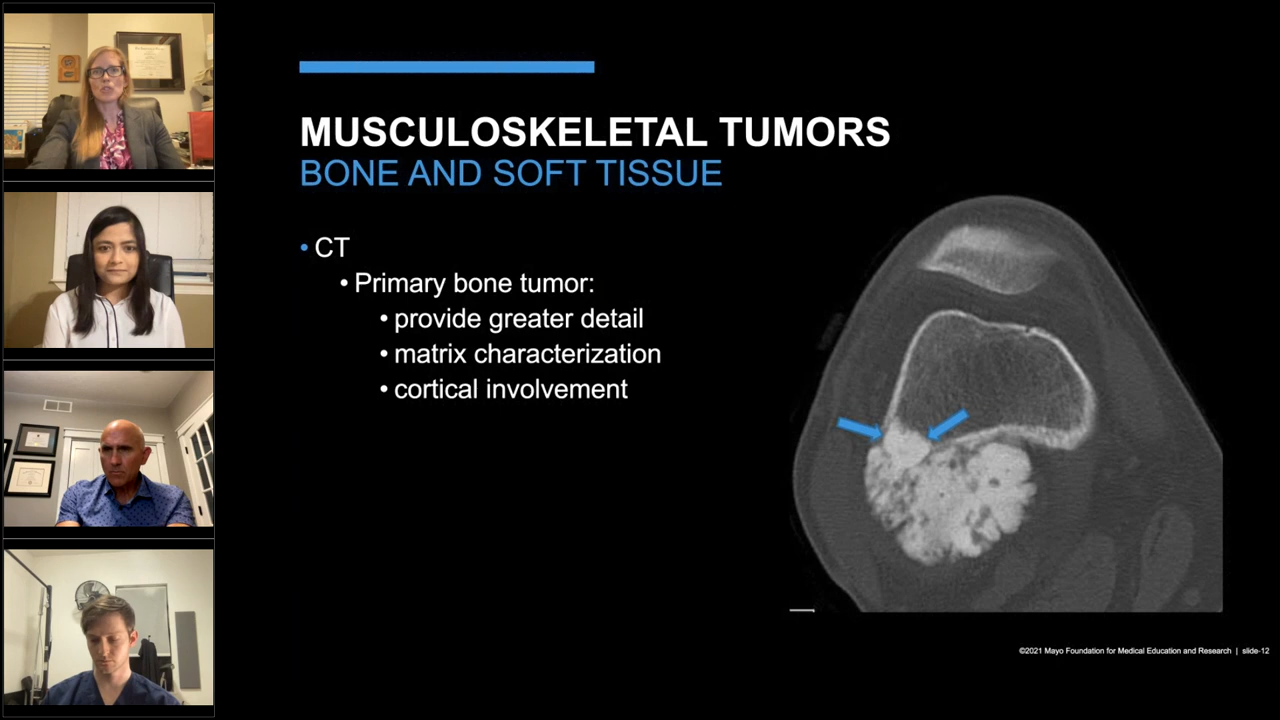 MUSCULOSKELETAL TUMORS
BONE AND SOFT TISSUE
• CT
• Primary bone tumor:
• provide greater detail
• matrix characterization
• cortical involvement
©2021 Mayo Foundation for Medical Education and Research | slide-12